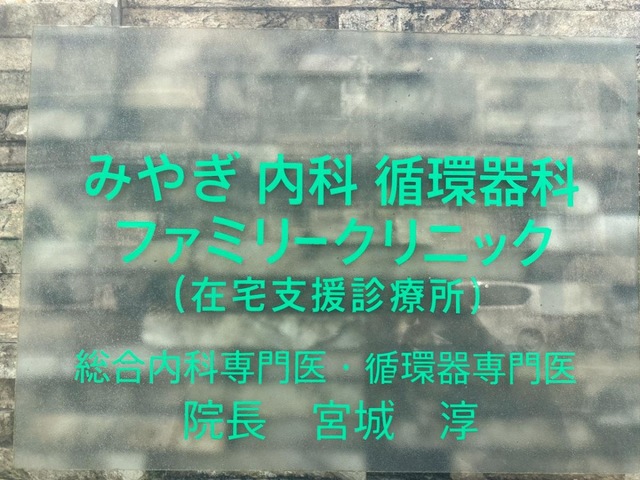 みやぎ 内科 循環器科
ファミリークリニック
(在宅支援診療所)
総合内科専門医・循環器専門医
院長 宮城 淳